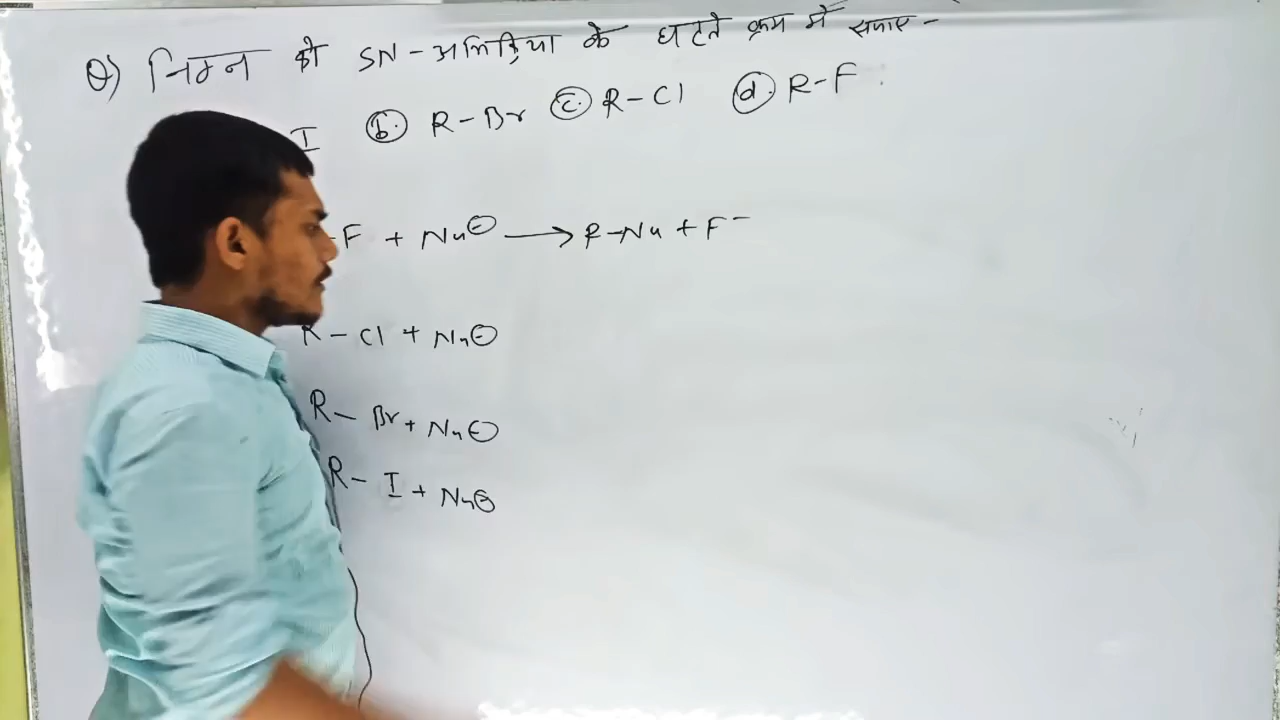 Q) निम्न को SN-अभिक्रिया के घटते क्रम में सजाए -
I (b.) R-Br (c.) R-Cl (d.) R-F
-F + Nu⊖ ⟶ R-Nu + F⁻
R-Cl + Nu⊖
R-Br + Nu⊖
R-I + Nu⊖